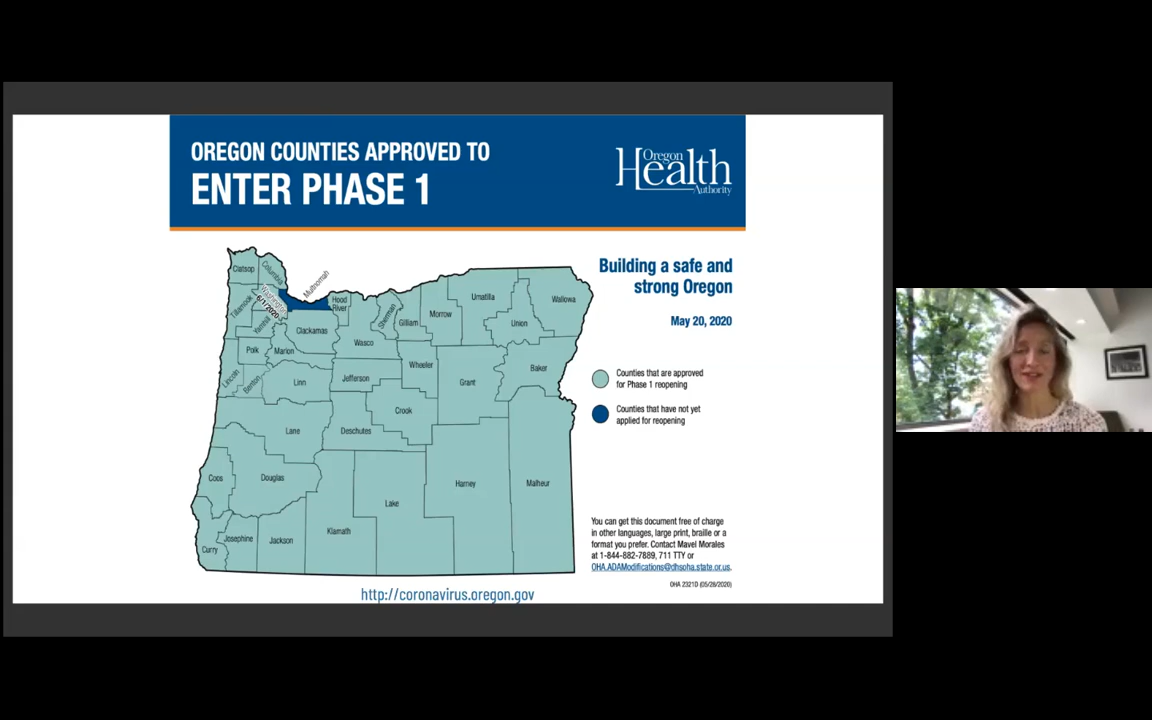 OREGON COUNTIES APPROVED TO
ENTER PHASE 1
Oregon
Health
Authority
Building a safe and
strong Oregon
May 20, 2020
Counties that are approved
for Phase 1 reopening
Counties that have not yet
applied for reopening
Clatsop
Columbia
Multnomah
Tillamook
Washington
6/1/2020
Yamhill
Hood
River
Clackamas
Sherman
Gilliam
Morrow
Umatilla
Wallowa
Union
Wasco
Polk
Marion
Wheeler
Baker
Lincoln
Benton
Linn
Jefferson
Grant
Crook
Lane
Deschutes
Coos
Douglas
Harney
Malheur
Lake
Klamath
Curry
Josephine
Jackson
You can get this document free of charge
in other languages, large print, braille or a
format you prefer. Contact Mavel Morales
at 1-844-882-7889, 711 TTY or
OHA.ADAModifications@dhsoha.state.or.us.
OHA 2321D (05/28/2020)
http://coronavirus.oregon.gov